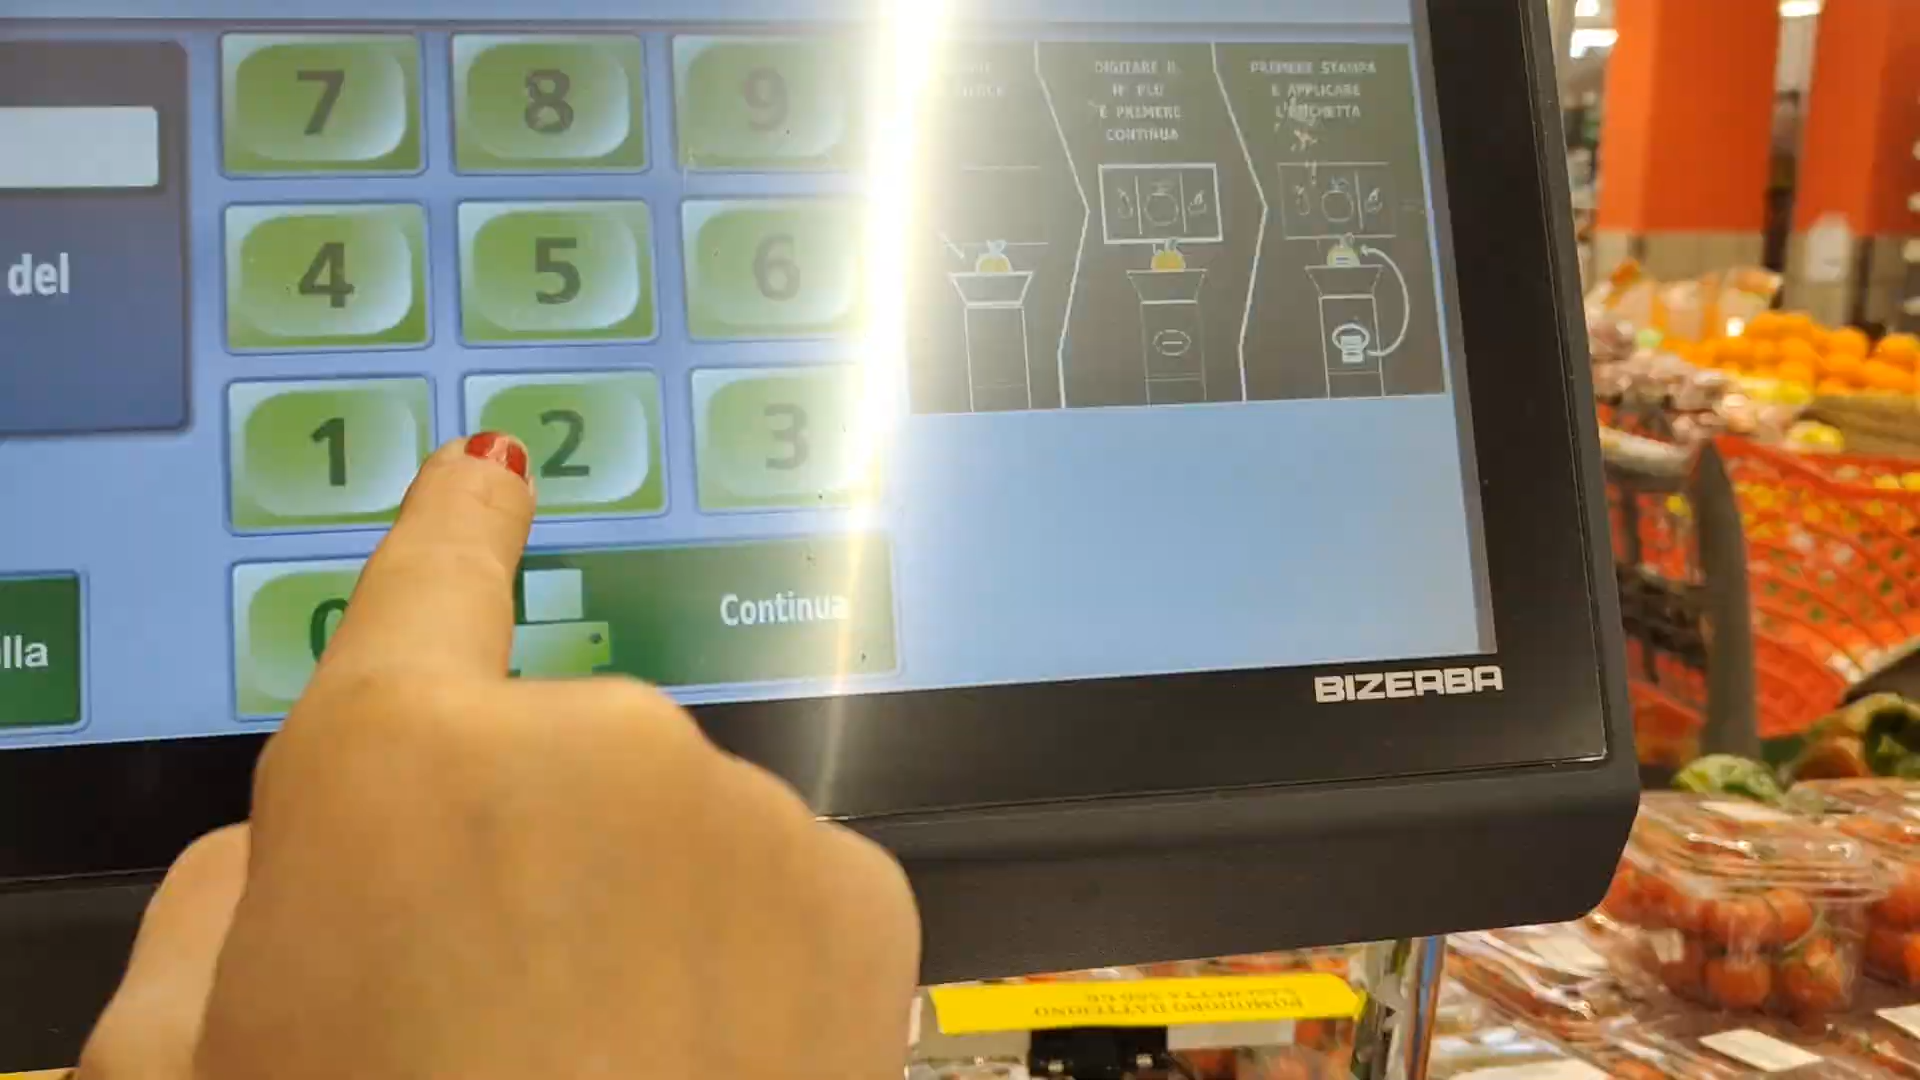 7 8 9
4 5 6
1 2 3
0
del
lla
Continua
DIGITARE IL
N° PLU
E PREMERE
CONTINUA
PREMERE STAMPA
E APPLICARE
L'ETICHETTA
BIZERBA
POMODORO DATTERINO